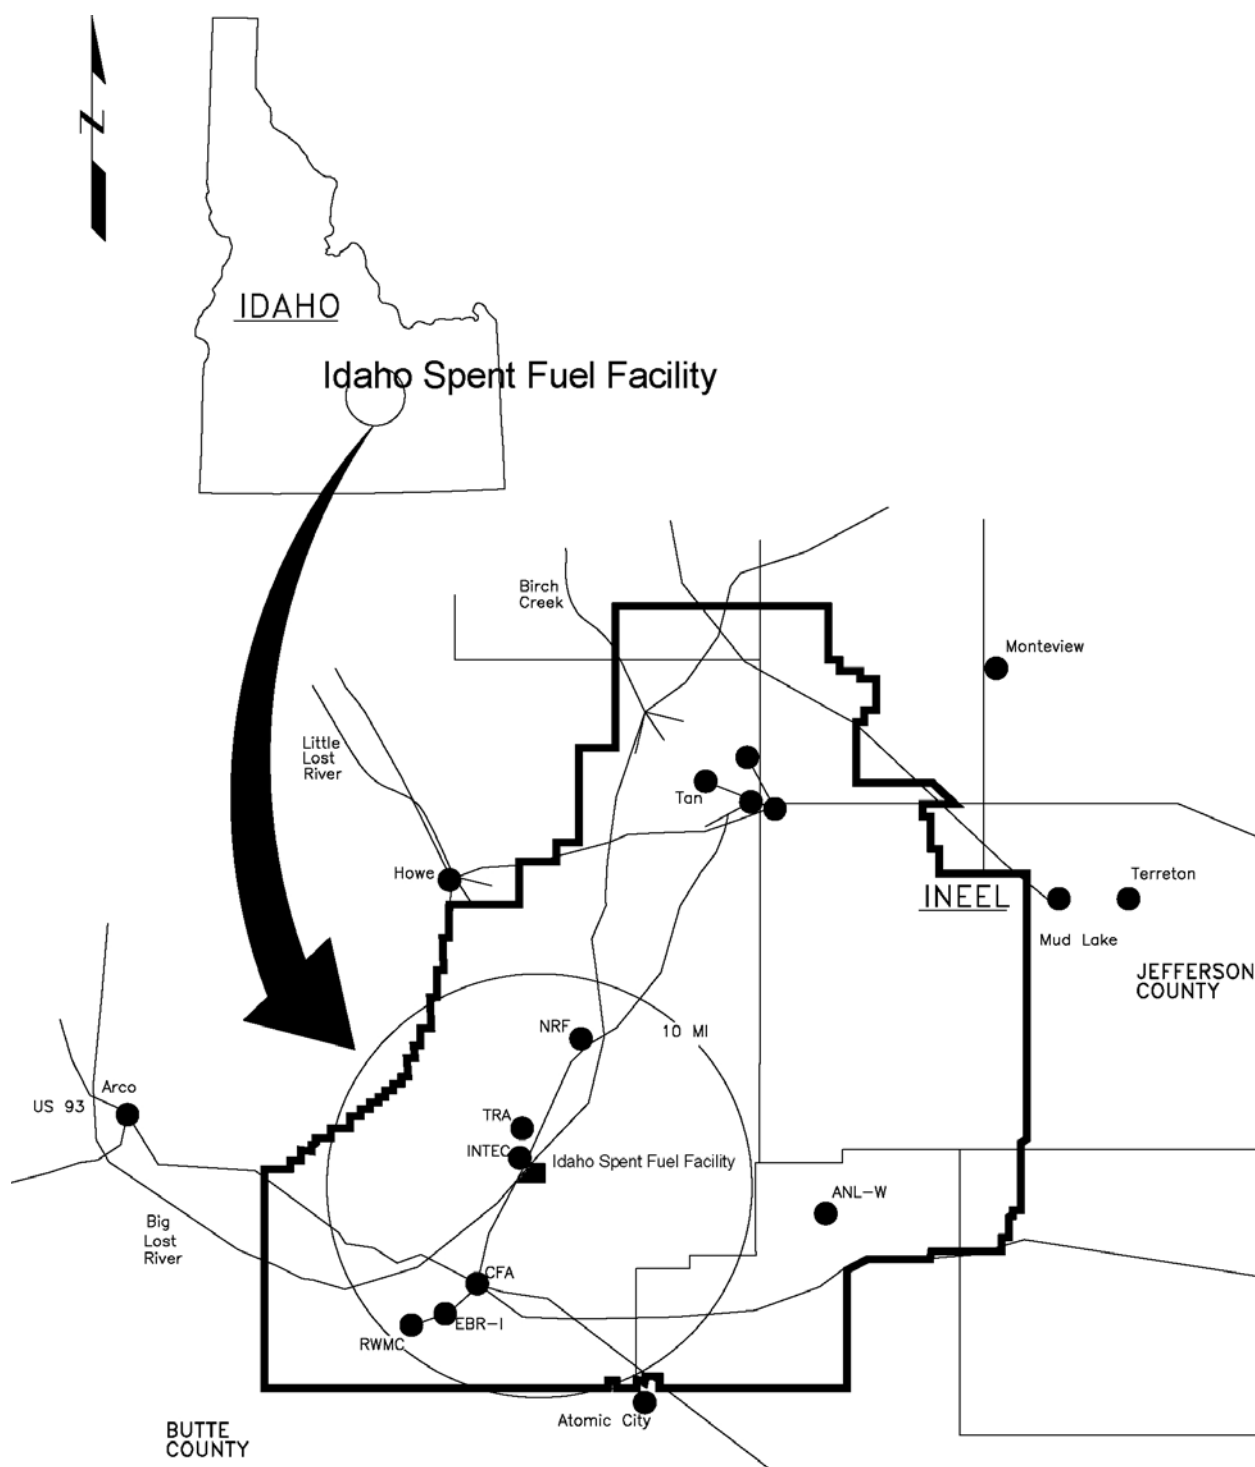 N
IDAHO
Idaho Spent Fuel Facility
Birch
Creek
Monteview
Little
Lost
River
Tan
Howe
INEEL
Terreton
Mud Lake
JEFFERSON
COUNTY
NRF
10 MI
Arco
US 93
TRA
INTEC
Idaho Spent Fuel Facility
ANL-W
Big
Lost
River
CFA
EBR-I
RWMC
Atomic City
BUTTE
COUNTY